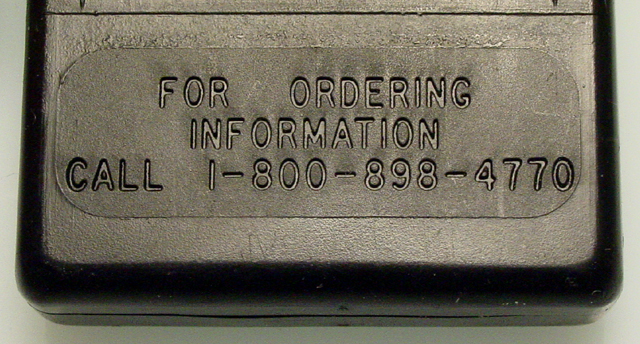 FOR ORDERING
INFORMATION
CALL 1-800-898-4770